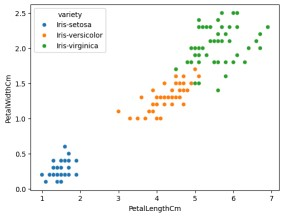 variety
Iris-setosa
Iris-versicolor
Iris-virginica
2.5
2.0
1.5
1.0
0.5
0.0
PetalWidthCm
1 2 3 4 5 6 7
PetalLengthCm